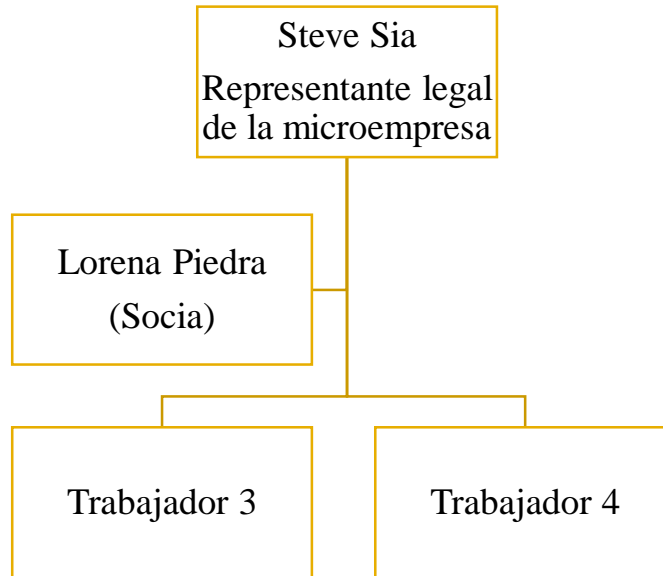 Steve Sia
Representante legal
de la microempresa
Lorena Piedra
(Socia)
Trabajador 3
Trabajador 4